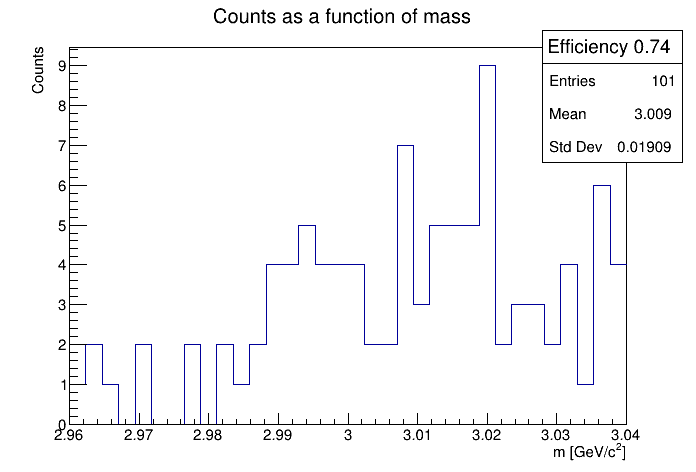 Counts as a function of mass
Efficiency 0.74
Entries 101
Mean 3.009
Std Dev 0.01909
Counts
9
8
7
6
5
4
3
2
1
0
2.96 2.97 2.98 2.99 3 3.01 3.02 3.03 3.04
m [GeV/c²]